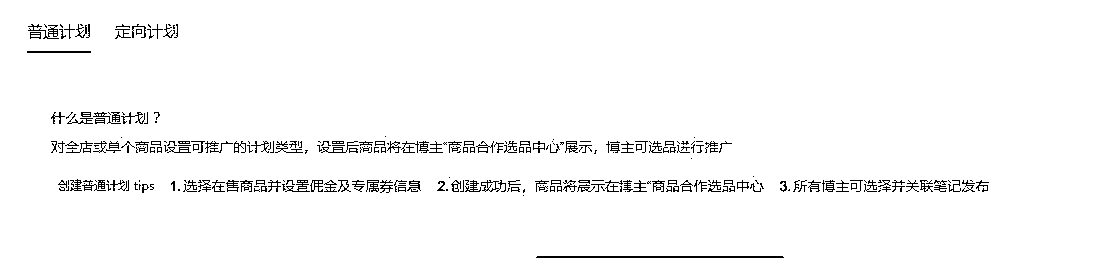 普通计划 定向计划
什么是普通计划？
对全店或单个商品设置可推广的计划类型，设置后商品将在博主“商品合作选品中心”展示，博主可选品进行推广
创建普通计划 tips 1.选择在售商品并设置佣金及专属券信息 2.创建成功后，商品将展示在博主“商品合作选品中心 3.所有博主可选择并关联笔记发布